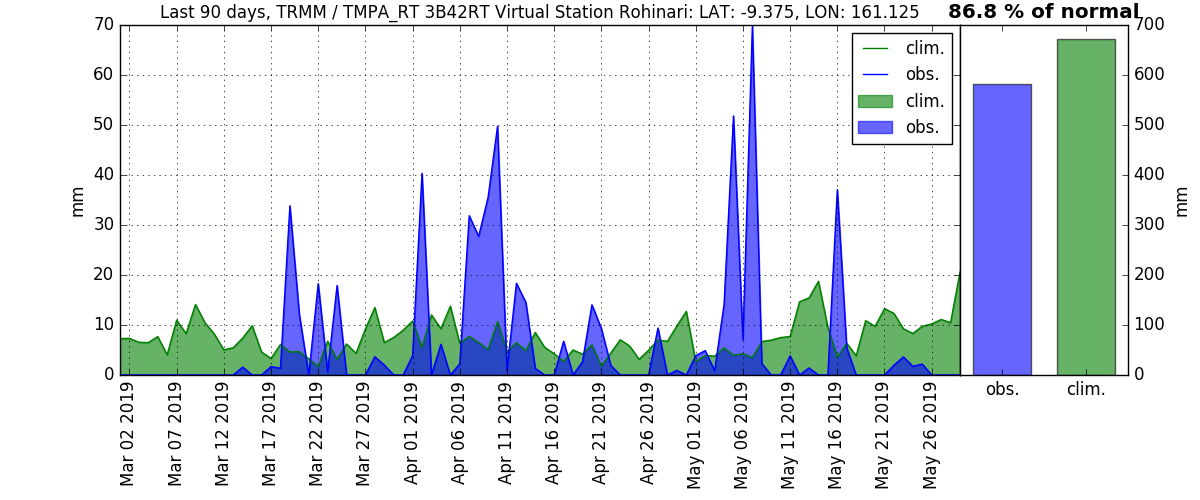 Last 90 days, TRMM / TMPA_RT 3B42RT Virtual Station Rohinari: LAT: -9.375, LON: 161.125
86.8 % of normal
70
60
50
40
30
20
10
0
mm
clim.
obs.
clim.
obs.
Mar 02 2019
Mar 07 2019
Mar 12 2019
Mar 17 2019
Mar 22 2019
Mar 27 2019
Apr 01 2019
Apr 06 2019
Apr 11 2019
Apr 16 2019
Apr 21 2019
Apr 26 2019
May 01 2019
May 06 2019
May 11 2019
May 16 2019
May 21 2019
May 26 2019
700
600
500
400
300
200
100
0
mm
obs.
clim.